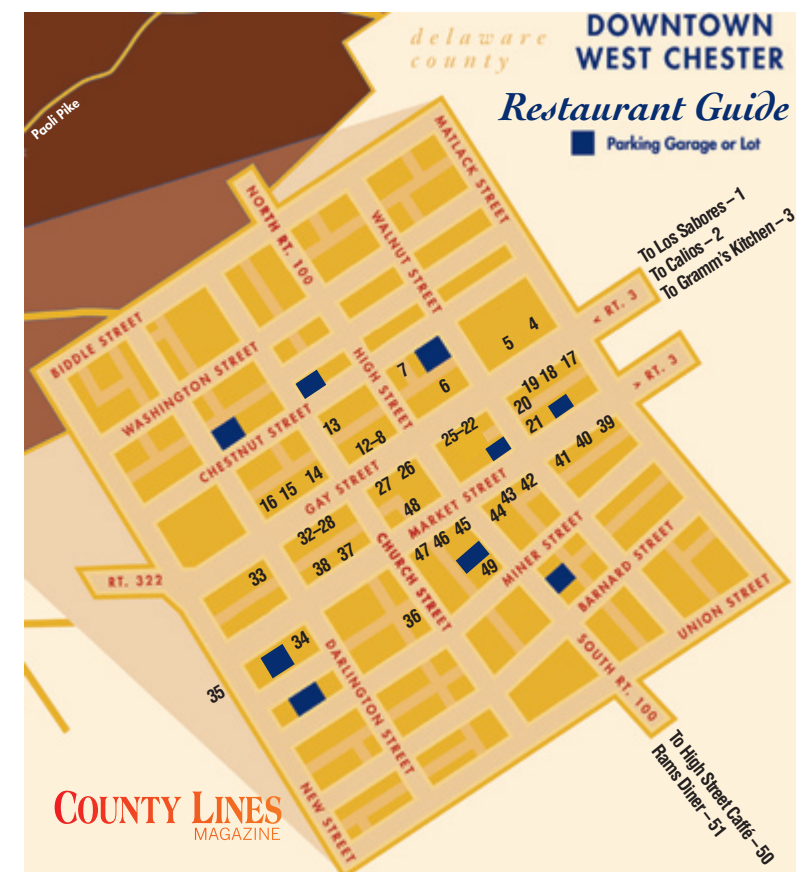 delaware
county
DOWNTOWN
WEST CHESTER
Restaurant Guide
Parking Garage or Lot
Paoli Pike
MATLACK STREET
NORTH RT. 100
WALNUT STREET
To Los Sabores – 1
To Calios – 2
To Gramm's Kitchen – 3
< RT. 3
> RT. 3
BIDDLE STREET
WASHINGTON STREET
HIGH STREET
CHESTNUT STREET
5 4
7
6
19 18 17
20
21
13
12–8
25–22
41 40 39
16 15 14
GAY STREET
27 26
48
MARKET STREET
44 43 42
32–28
38 37
CHURCH STREET
47 46 45
49
MINER STREET
BARNARD STREET
UNION STREET
RT. 322
33
36
34
35
DARLINGTON STREET
SOUTH RT. 100
NEW STREET
To High Street Caffé – 50
Rams Diner – 51
COUNTY LINES
MAGAZINE